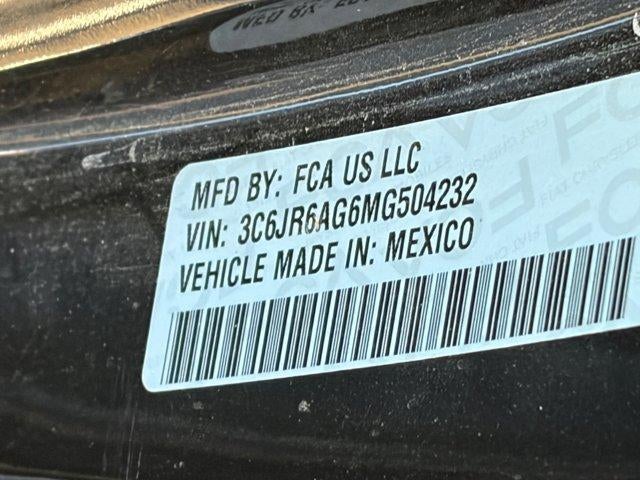 MFD BY: FCA US LLC
VIN: 3C6JR6AG6MG504232
VEHICLE MADE IN: MEXICO